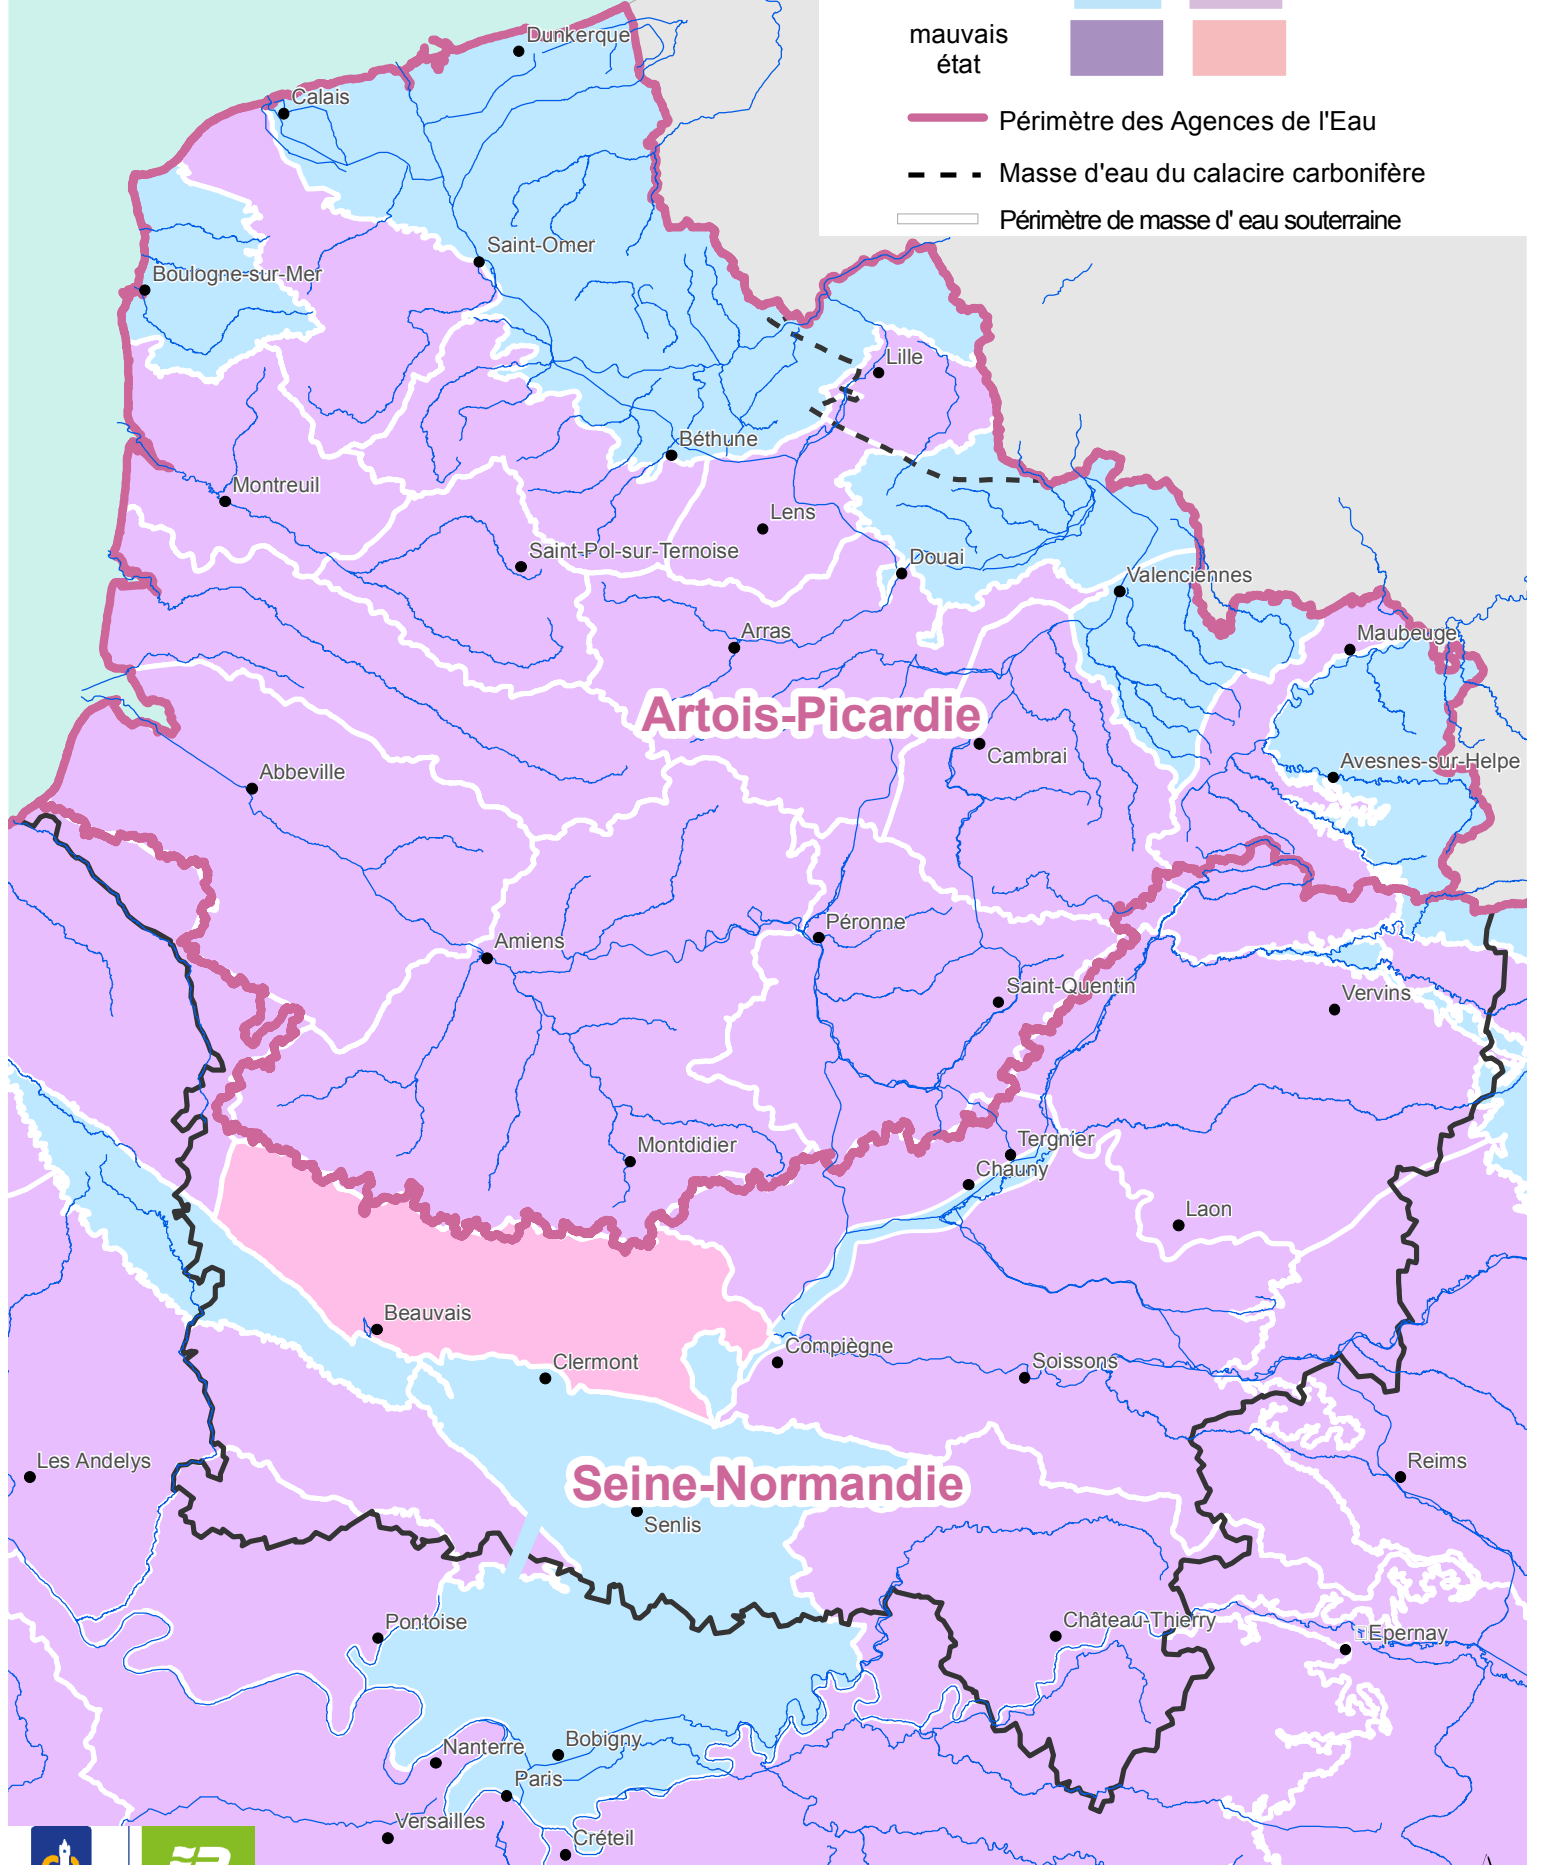 mauvais
état
Périmètre des Agences de l'Eau
Masse d'eau du calacire carbonifère
Périmètre de masse d' eau souterraine
Dunkerque
Calais
Saint-Omer
Boulogne-sur-Mer
Lille
Béthune
Montreuil
Lens
Saint-Pol-sur-Ternoise
Douai
Valenciennes
Arras
Maubeuge
Artois-Picardie
Cambrai
Avesnes-sur-Helpe
Abbeville
Péronne
Amiens
Saint-Quentin
Vervins
Montdidier
Tergnier
Chauny
Laon
Beauvais
Compiègne
Clermont
Soissons
Les Andelys
Reims
Seine-Normandie
Senlis
Pontoise
Château-Thierry
Epernay
Nanterre
Bobigny
Paris
Versailles
Créteil